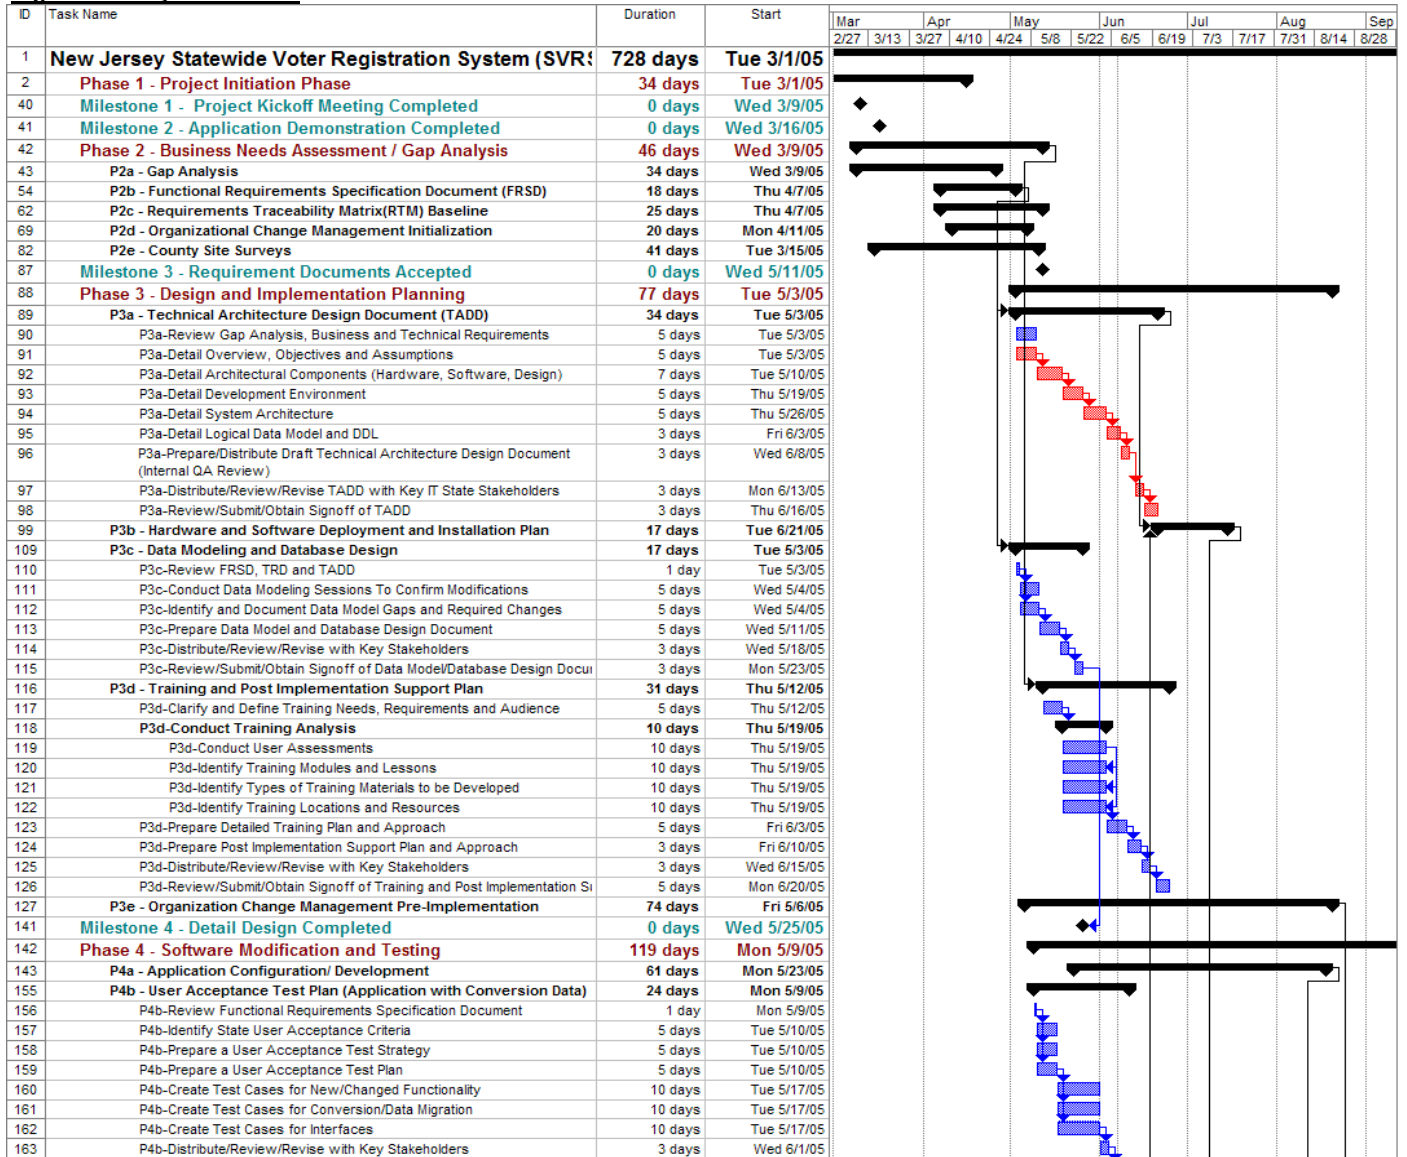 ID Task Name Duration Start
Mar Apr May Jun Jul Aug Sep
2/27 3/13 3/27 4/10 4/24 5/8 5/22 6/5 6/19 7/3 7/17 7/31 8/14 8/28
1 New Jersey Statewide Voter Registration System (SVRS 728 days Tue 3/1/05
2 Phase 1 - Project Initiation Phase 34 days Tue 3/1/05
40 Milestone 1 - Project Kickoff Meeting Completed 0 days Wed 3/9/05
41 Milestone 2 - Application Demonstration Completed 0 days Wed 3/16/05
42 Phase 2 - Business Needs Assessment / Gap Analysis 46 days Wed 3/9/05
43 P2a - Gap Analysis 34 days Wed 3/9/05
54 P2b - Functional Requirements Specification Document (FRSD) 18 days Thu 4/7/05
62 P2c - Requirements Traceability Matrix(RTM) Baseline 25 days Thu 4/7/05
69 P2d - Organizational Change Management Initialization 20 days Mon 4/11/05
82 P2e - County Site Surveys 41 days Tue 3/15/05
87 Milestone 3 - Requirement Documents Accepted 0 days Wed 5/11/05
88 Phase 3 - Design and Implementation Planning 77 days Tue 5/3/05
89 P3a - Technical Architecture Design Document (TADD) 34 days Tue 5/3/05
90 P3a-Review Gap Analysis, Business and Technical Requirements 5 days Tue 5/3/05
91 P3a-Detail Overview, Objectives and Assumptions 5 days Tue 5/3/05
92 P3a-Detail Architectural Components (Hardware, Software, Design) 7 days Tue 5/10/05
93 P3a-Detail Development Environment 5 days Thu 5/19/05
94 P3a-Detail System Architecture 5 days Thu 5/26/05
95 P3a-Detail Logical Data Model and DDL 3 days Fri 6/3/05
96 P3a-Prepare/Distribute Draft Technical Architecture Design Document 3 days Wed 6/8/05
(Internal QA Review)
97 P3a-Distribute/Review/Revise TADD with Key IT State Stakeholders 3 days Mon 6/13/05
98 P3a-Review/Submit/Obtain Signoff of TADD 3 days Thu 6/16/05
99 P3b - Hardware and Software Deployment and Installation Plan 17 days Tue 6/21/05
109 P3c - Data Modeling and Database Design 17 days Tue 5/3/05
110 P3c-Review FRSD, TRD and TADD 1 day Tue 5/3/05
111 P3c-Conduct Data Modeling Sessions To Confirm Modifications 5 days Wed 5/4/05
112 P3c-Identify and Document Data Model Gaps and Required Changes 5 days Wed 5/4/05
113 P3c-Prepare Data Model and Database Design Document 5 days Wed 5/11/05
114 P3c-Distribute/Review/Revise with Key Stakeholders 3 days Wed 5/18/05
115 P3c-Review/Submit/Obtain Signoff of Data Model/Database Design Docu 3 days Mon 5/23/05
116 P3d - Training and Post Implementation Support Plan 31 days Thu 5/12/05
117 P3d-Clarify and Define Training Needs, Requirements and Audience 5 days Thu 5/12/05
118 P3d-Conduct Training Analysis 10 days Thu 5/19/05
119 P3d-Conduct User Assessments 10 days Thu 5/19/05
120 P3d-Identify Training Modules and Lessons 10 days Thu 5/19/05
121 P3d-Identify Types of Training Materials to be Developed 10 days Thu 5/19/05
122 P3d-Identify Training Locations and Resources 10 days Thu 5/19/05
123 P3d-Prepare Detailed Training Plan and Approach 5 days Fri 6/3/05
124 P3d-Prepare Post Implementation Support Plan and Approach 3 days Fri 6/10/05
125 P3d-Distribute/Review/Revise with Key Stakeholders 3 days Wed 6/15/05
126 P3d-Review/Submit/Obtain Signoff of Training and Post Implementation S 5 days Mon 6/20/05
127 P3e - Organization Change Management Pre-Implementation 74 days Fri 5/6/05
141 Milestone 4 - Detail Design Completed 0 days Wed 5/25/05
142 Phase 4 - Software Modification and Testing 119 days Mon 5/9/05
143 P4a - Application Configuration/ Development 61 days Mon 5/23/05
155 P4b - User Acceptance Test Plan (Application with Conversion Data) 24 days Mon 5/9/05
156 P4b-Review Functional Requirements Specification Document 1 day Mon 5/9/05
157 P4b-Identify State User Acceptance Criteria 5 days Tue 5/10/05
158 P4b-Prepare a User Acceptance Test Strategy 5 days Tue 5/10/05
159 P4b-Prepare a User Acceptance Test Plan 5 days Tue 5/10/05
160 P4b-Create Test Cases for New/Changed Functionality 10 days Tue 5/17/05
161 P4b-Create Test Cases for Conversion/Data Migration 10 days Tue 5/17/05
162 P4b-Create Test Cases for Interfaces 10 days Tue 5/17/05
163 P4b-Distribute/Review/Revise with Key Stakeholders 3 days Wed 6/1/05